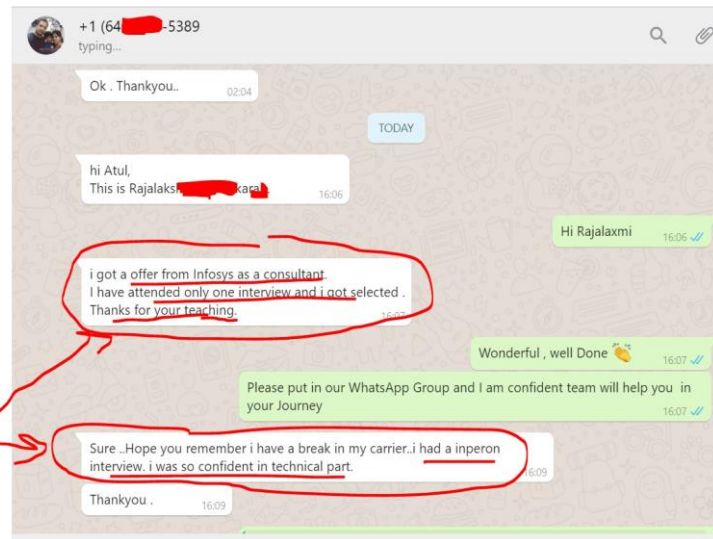 +1 (64 -5389
typing...
Ok . Thankyou..
02:04
TODAY
hi Atul,
This is Rajalaks
16:06
Hi Rajalaxmi
16:06
i got a offer from Infosys as a consultant.
I have attended only one interview and i got selected .
Thanks for your teaching.
16:07
Wonderful , well Done 👏
16:07
Please put in our WhatsApp Group and I am confident team will help you in
your Journey
16:07
Sure ..Hope you remember i have a break in my carrier..i had a inperon
interview. i was so confident in technical part.
16:09
Thankyou .
16:09